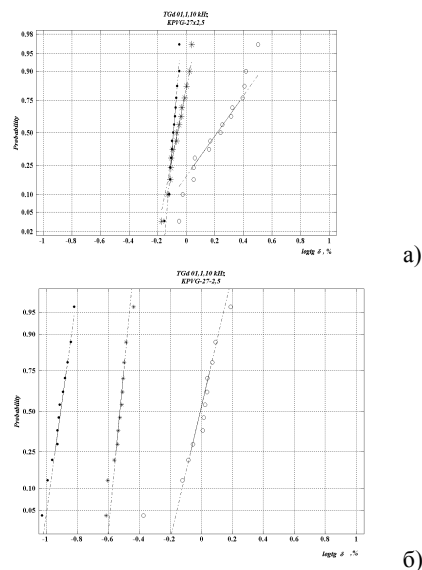 TGd 01,1,10 kHz
KPVG-27x2,5
Probability
0.98
0.95
0.90
0.75
0.50
0.25
0.10
0.05
0.02
-1 -0.8 -0.6 -0.4 -0.2 0 0.2 0.4 0.6 0.8 1
logtg δ, %
а)
TGd 01,1,10 kHz
KPVG-27-2,5
Probability
0.95
0.90
0.75
0.50
0.25
0.10
0.05
-1 -0.8 -0.6 -0.4 -0.2 0 0.2 0.4 0.6 0.8 1
logtg δ ,%
б)